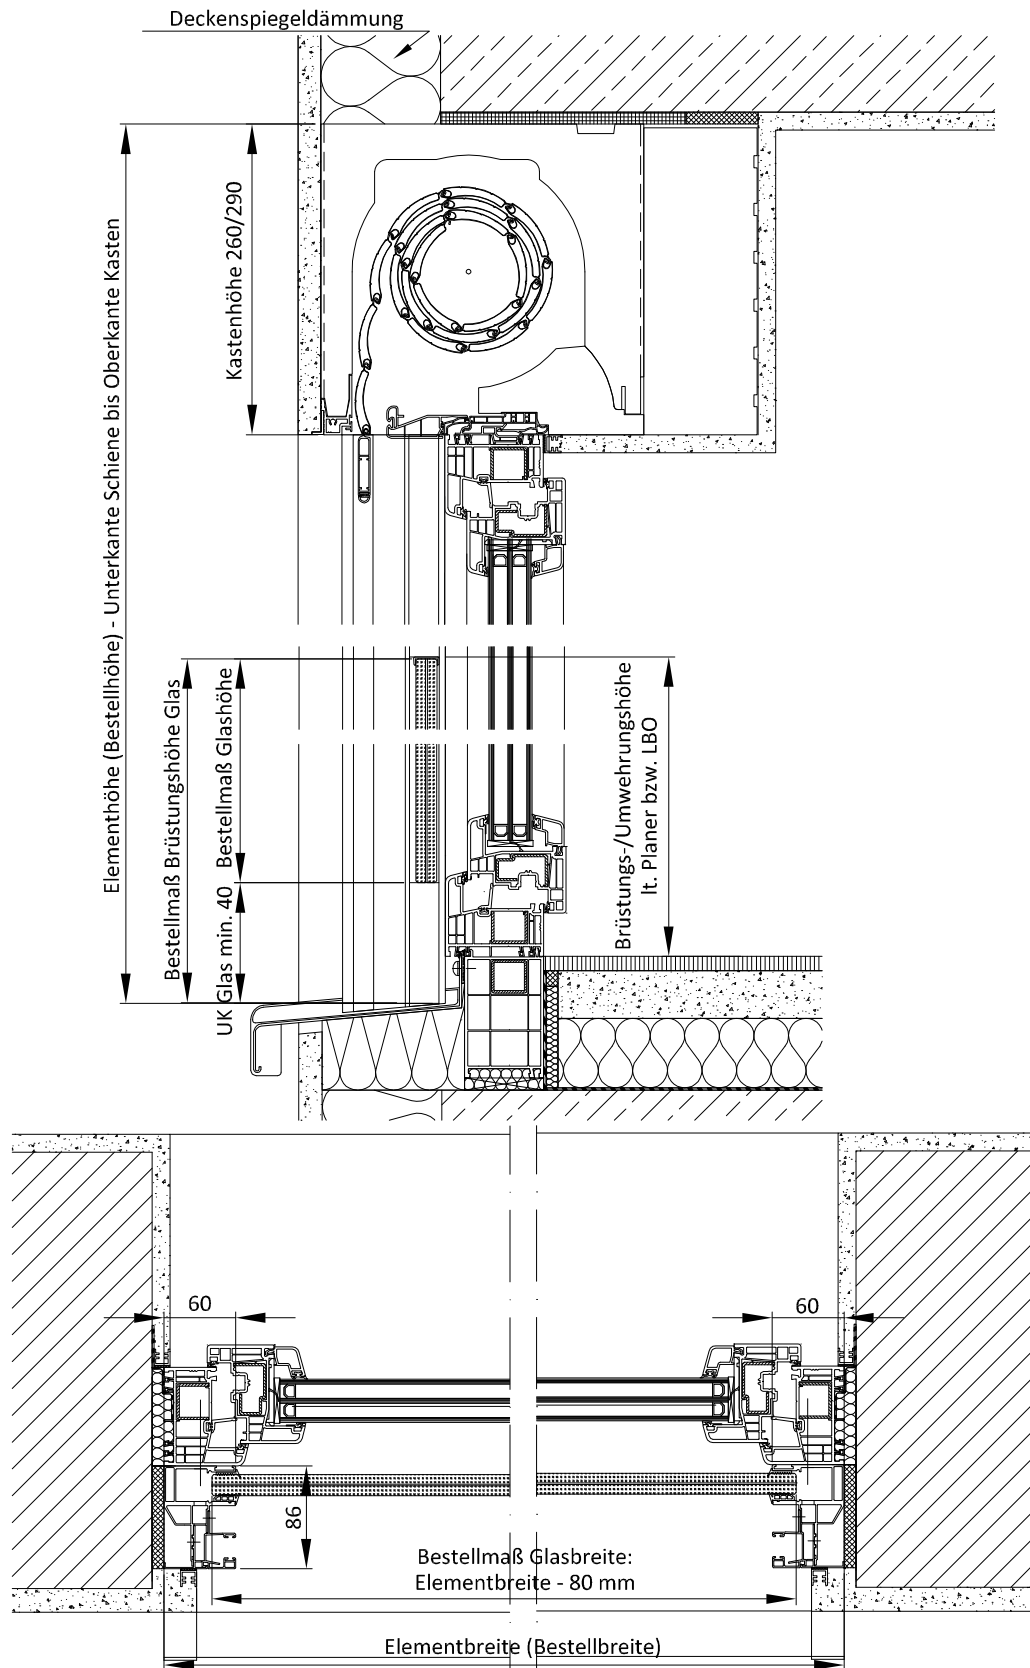 Deckenspiegeldämmung
Kastenhöhe 260/290
Elementhöhe (Bestellhöhe) - Unterkante Schiene bis Oberkante Kasten
Bestellmaß Brüstungshöhe Glas
Bestellmaß Glashöhe
UK Glas min. 40
Brüstungs-/Umwehrungshöhe
lt. Planer bzw. LBO
60
60
86
Bestellmaß Glasbreite:
Elementbreite - 80 mm
Elementbreite (Bestellbreite)